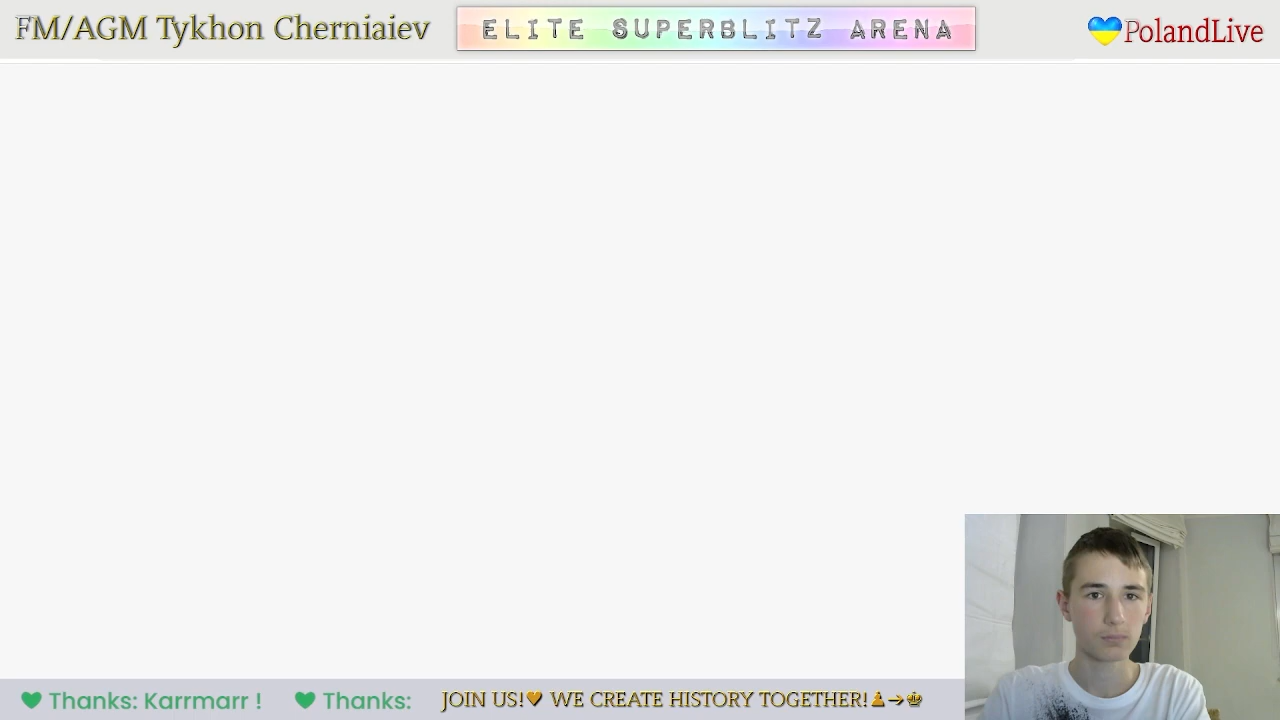 FM/AGM Tykhon Cherniaiev
ELITE SUPERBLITZ ARENA
💙PolandLive
💚 Thanks: Karrmarr !
💚 Thanks:
JOIN US!🧡 WE CREATE HISTORY TOGETHER!♟→♚